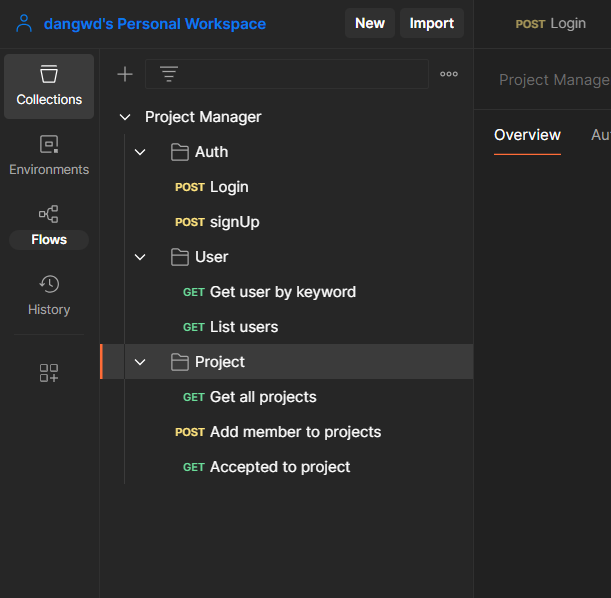 dangwd's Personal Workspace
New
Import
POST Login
Collections
Environments
Flows
History
Project Manager
Auth
POST Login
POST signUp
User
GET Get user by keyword
GET List users
Project
GET Get all projects
POST Add member to projects
GET Accepted to project
Project Manage
Overview
Au